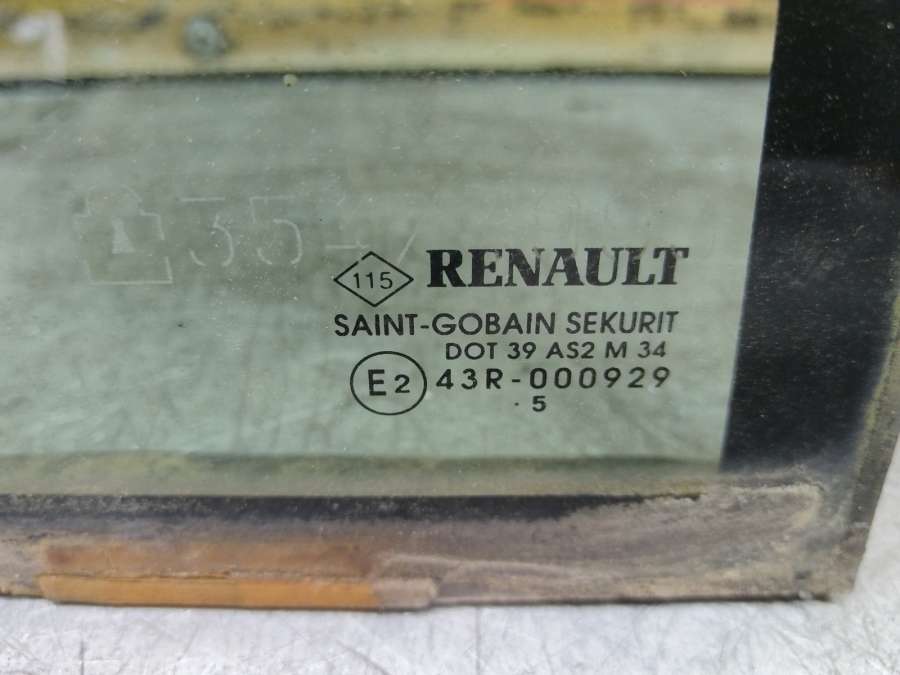 115 RENAULT
SAINT-GOBAIN SEKURIT
DOT 39 AS2 M 34
E2 43R-000929
. 5